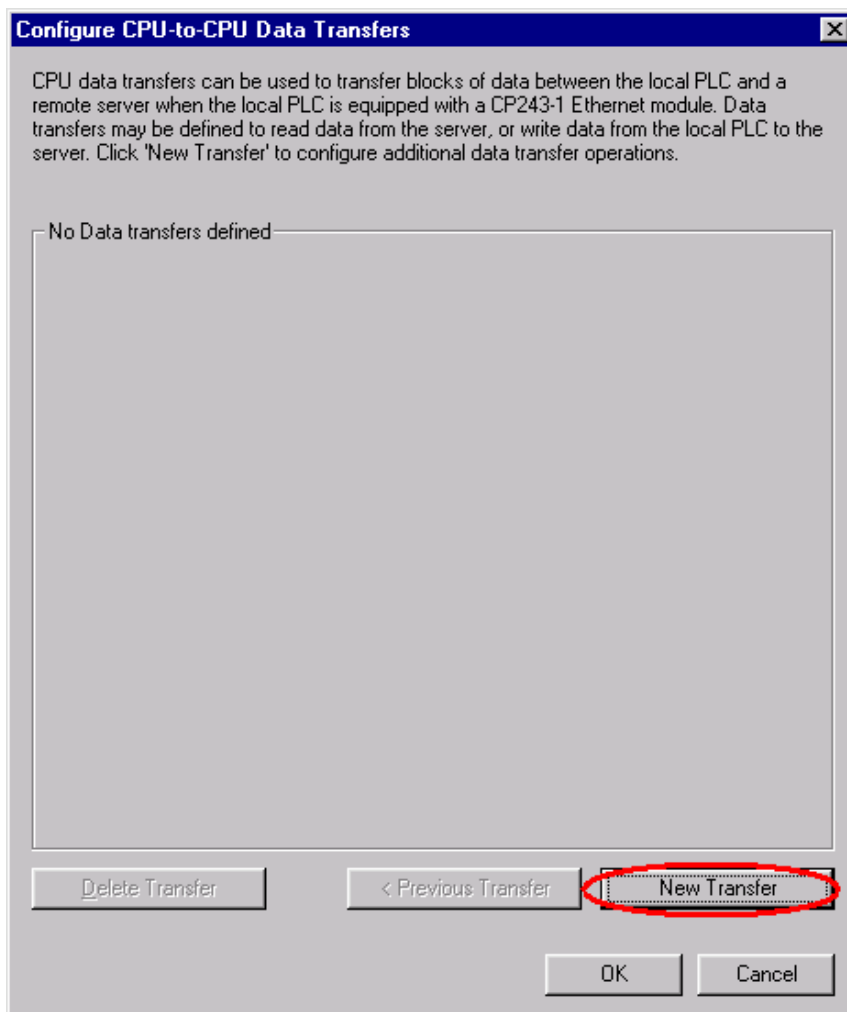 Configure CPU-to-CPU Data Transfers
CPU data transfers can be used to transfer blocks of data between the local PLC and a
remote server when the local PLC is equipped with a CP243-1 Ethernet module. Data
transfers may be defined to read data from the server, or write data from the local PLC to the
server. Click 'New Transfer' to configure additional data transfer operations.
No Data transfers defined
Delete Transfer
< Previous Transfer
New Transfer
OK
Cancel